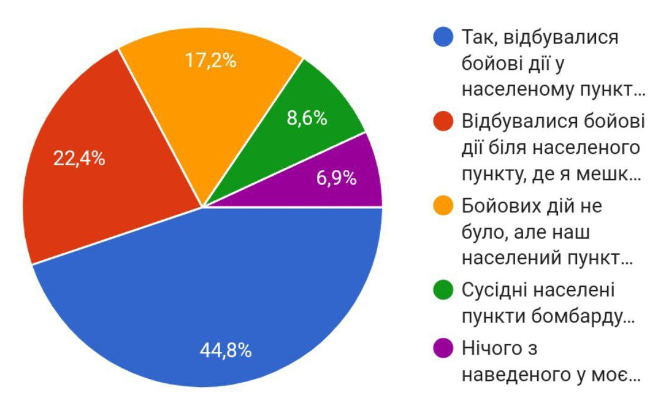 17,2%
8,6%
22,4%
6,9%
44,8%
Так, відбувалися
бойові дії у
населеному пункт...
Відбувалися бойові
дії біля населеного
пункту, де я мешк...
Бойових дій не
було, але наш
населений пункт...
Сусідні населені
пункти бомбарду...
Нічого з
наведеного у моє...